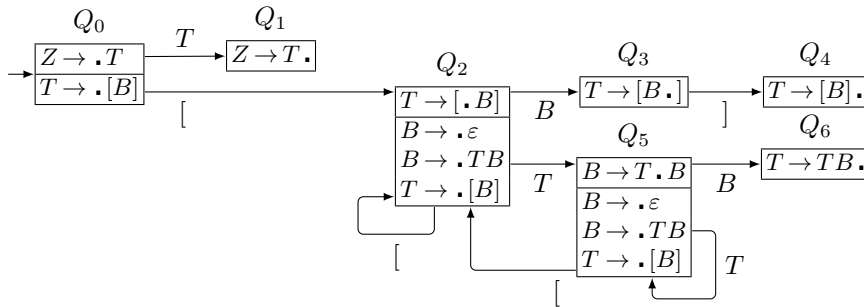 Q₀
Z → . T
T → . [B]
T
Q₁
Z → T .
[
Q₂
T → [ . B]
B → . ε
B → . TB
T → . [B]
[
B
Q₃
T → [B . ]
]
Q₄
T → [B] .
T
Q₅
B → T . B
B → . ε
B → . TB
T → . [B]
[
T
B
Q₆
T → TB .